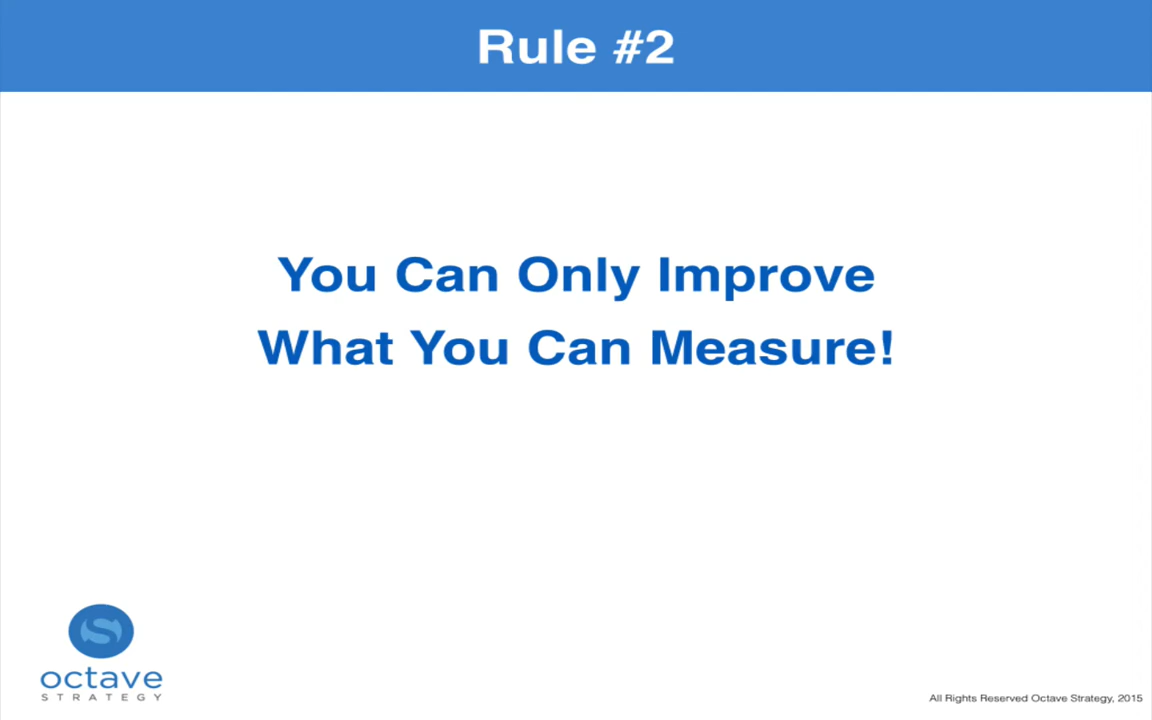 Rule #2
You Can Only Improve
What You Can Measure!
octave
STRATEGY
All Rights Reserved Octave Strategy, 2015